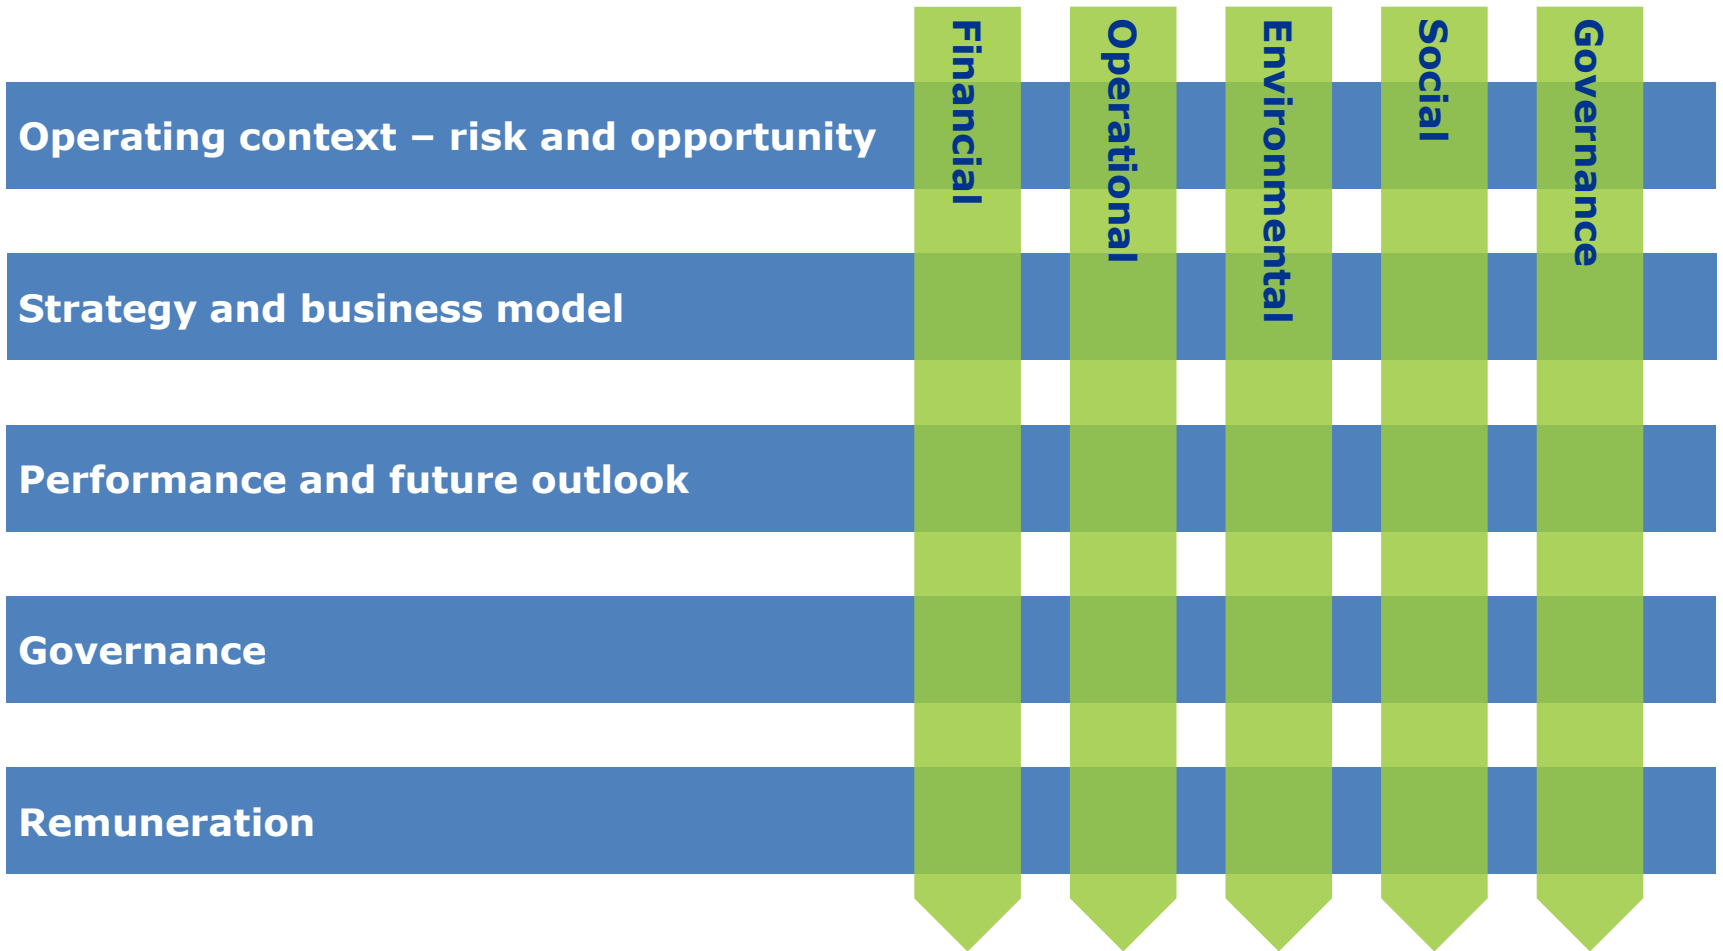 Financial
Operational
Environmental
Social
Governance
Operating context – risk and opportunity
Strategy and business model
Performance and future outlook
Governance
Remuneration